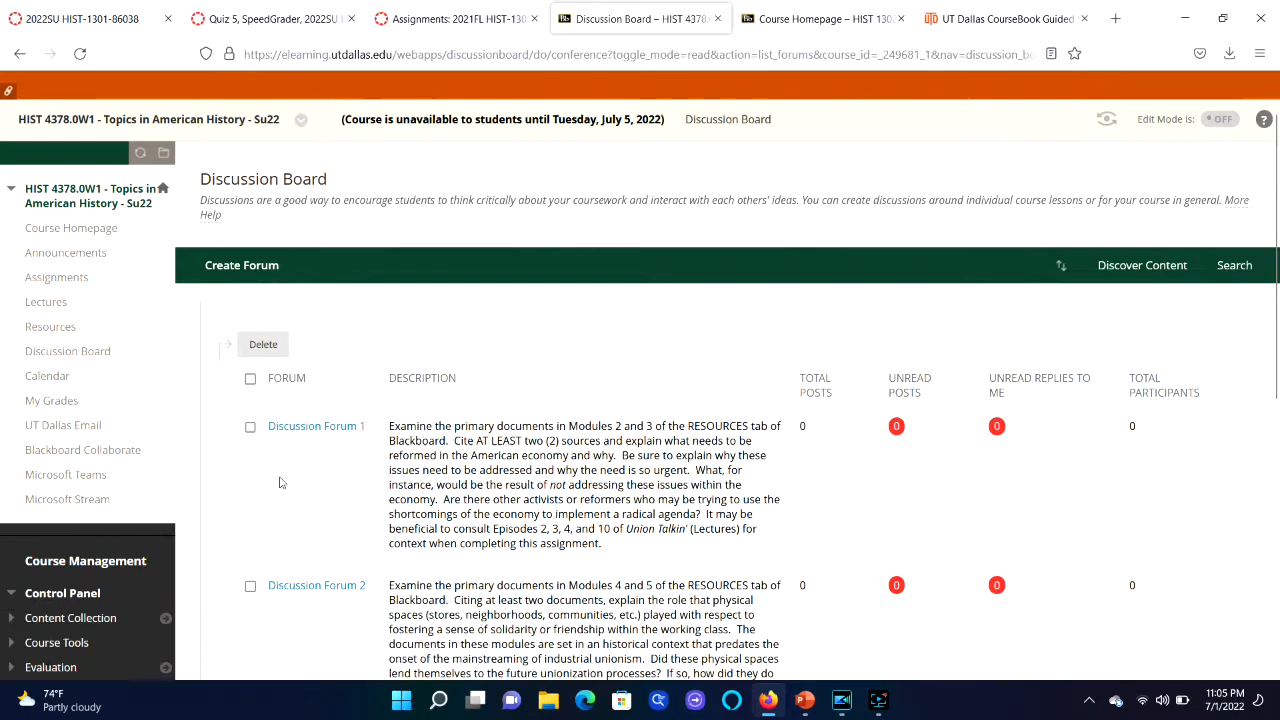 2022SU HIST-1301-86038
Quiz 5, SpeedGrader, 2022SU H
Assignments: 2021FL HIST-130
Discussion Board – HIST 4378.0
Course Homepage – HIST 1302
UT Dallas CourseBook Guided
https://elearning.utdallas.edu/webapps/discussionboard/do/conference?toggle_mode=read&action=list_forums&course_id=_249681_1&nav=discussion_bo
HIST 4378.0W1 - Topics in American History - Su22
(Course is unavailable to students until Tuesday, July 5, 2022)
Discussion Board
Edit Mode is:
OFF
?
HIST 4378.0W1 - Topics in
American History - Su22
Course Homepage
Announcements
Assignments
Lectures
Resources
Discussion Board
Calendar
My Grades
UT Dallas Email
Blackboard Collaborate
Microsoft Teams
Microsoft Stream
Course Management
Control Panel
Content Collection
Course Tools
Evaluation
Discussion Board
Discussions are a good way to encourage students to think critically about your coursework and interact with each others' ideas. You can create discussions around individual course lessons or for your course in general. More
Help
Create Forum
Discover Content
Search
Delete
FORUM
DESCRIPTION
TOTAL
POSTS
UNREAD
POSTS
UNREAD REPLIES TO
ME
TOTAL
PARTICIPANTS
Discussion Forum 1
Examine the primary documents in Modules 2 and 3 of the RESOURCES tab of
Blackboard. Cite AT LEAST two (2) sources and explain what needs to be
reformed in the American economy and why. Be sure to explain why these
issues need to be addressed and why the need is so urgent. What, for
instance, would be the result of not addressing these issues within the
economy. Are there other activists or reformers who may be trying to use the
shortcomings of the economy to implement a radical agenda? It may be
beneficial to consult Episodes 2, 3, 4, and 10 of Union Talkin' (Lectures) for
context when completing this assignment.
0
0
0
0
Discussion Forum 2
Examine the primary documents in Modules 4 and 5 of the RESOURCES tab of
Blackboard. Citing at least two documents, explain the role that physical
spaces (stores, neighborhoods, communities, etc.) played with respect to
fostering a sense of solidarity or friendship within the working class. The
documents in these modules are set in an historical context that predates the
onset of the mainstreaming of industrial unionism. Did these physical spaces
lend themselves to the future unionization processes? If so, how did they do
0
0
0
0
74°F
Partly cloudy
11:05 PM
7/1/2022